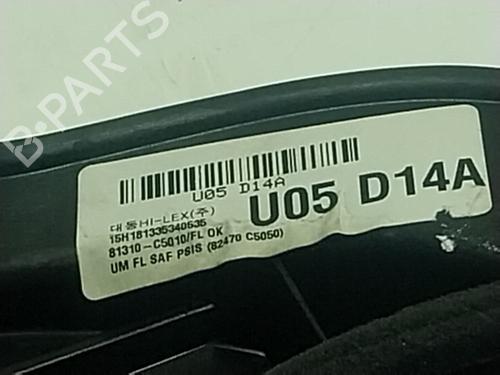 B-PARTS
U05 D14A
대동HI-LEX(주)
15H181335340535
81310-C5010/FL OK
UM FL SAF PSIS (82470 C5050)
U05 D14A